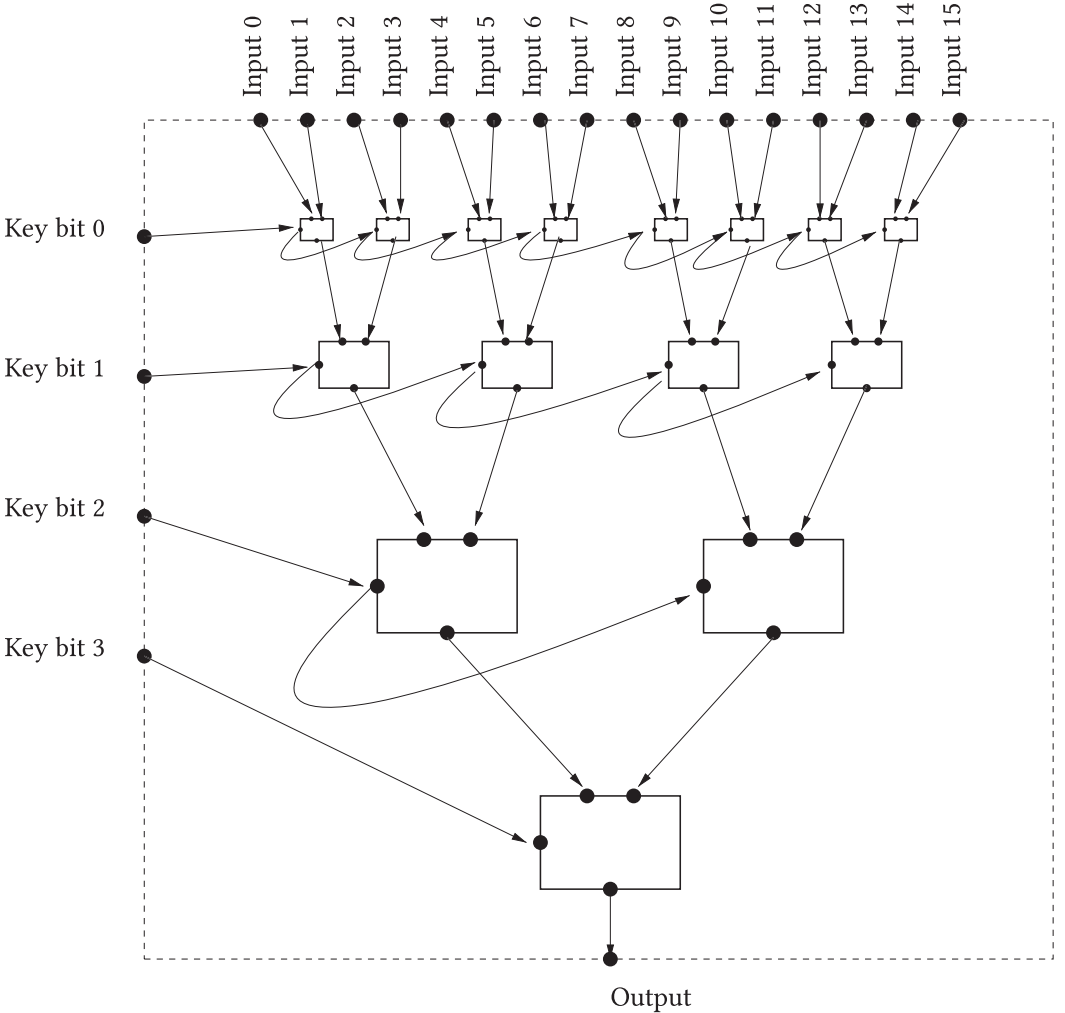 Input 0
Input 1
Input 2
Input 3
Input 4
Input 5
Input 6
Input 7
Input 8
Input 9
Input 10
Input 11
Input 12
Input 13
Input 14
Input 15
Key bit 0
Key bit 1
Key bit 2
Key bit 3
Output